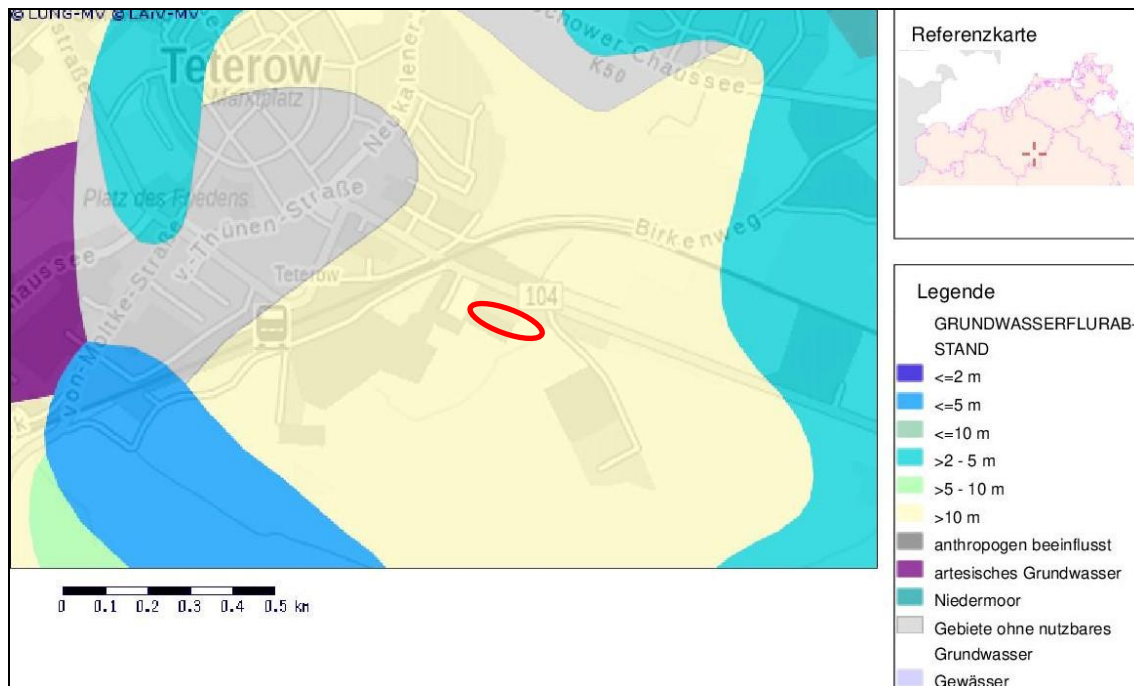 © LUNG-MV © LAiV-MV
Teterow
Marktplatz
Neukalener
chower-Chaussee
K50
straße
Platz des Friedens
v.-Thünen-Straße
von-Moltke-Straße
haussee
Teterow
Birkenweg
104
0 0.1 0.2 0.3 0.4 0.5 km
Referenzkarte
Legende
GRUNDWASSERFLURAB-
STAND
<=2 m
<=5 m
<=10 m
>2 - 5 m
>5 - 10 m
>10 m
anthropogen beeinflusst
artesisches Grundwasser
Niedermoor
Gebiete ohne nutzbares
Grundwasser
Gewässer